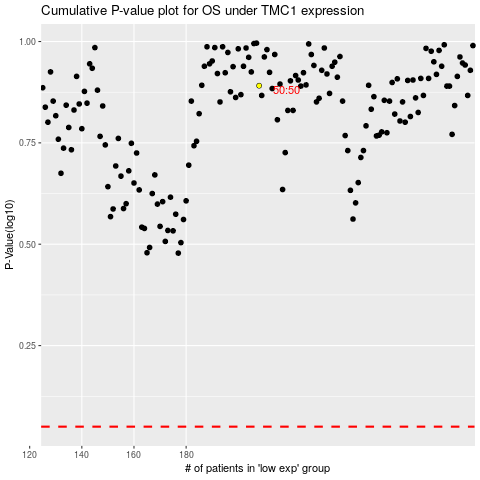 Cumulative P-value plot for OS under TMC1 expression
P-Value(log10)
1.00
0.75
0.50
0.25
50:50
120 140 160 180
# of patients in 'low exp' group